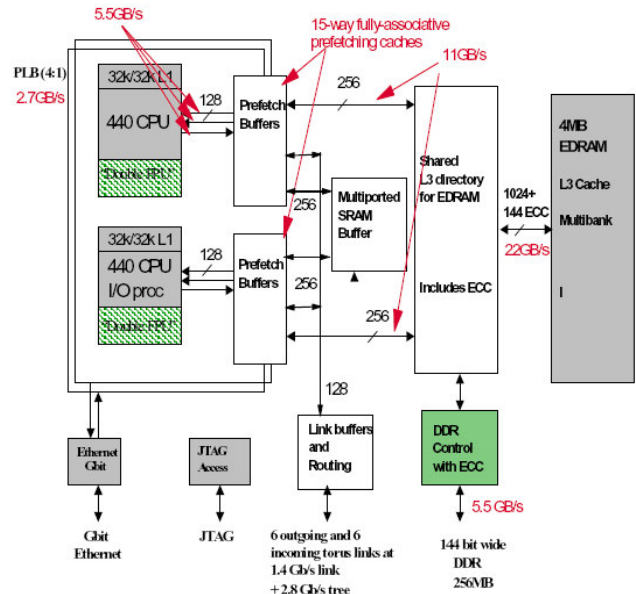 5.5GB/s
15-way fully-associative
prefetching caches
PLB (4:1)
2.7GB/s
32k/32k L1
440 CPU
"Double FPU"
128
Prefetch
Buffers
256
11GB/s
256
Shared
L3 directory
for EDRAM
Includes ECC
Multiported
SRAM
Buffer
1024+
144 ECC
22GB/s
4MB
EDRAM
L3 Cache
Multibank
I
32k/32k L1
440 CPU
I/O proc
"Double FPU"
128
Prefetch
Buffers
256
256
128
Ethernet
Gbit
JTAG
Access
Link buffers
and
Routing
DDR
Control
with ECC
5.5 GB/s
Gbit
Ethernet
JTAG
6 outgoing and 6
incoming torus links at
1.4 Gb/s link
+2.8 Gb/s tree
144 bit wide
DDR
256MB